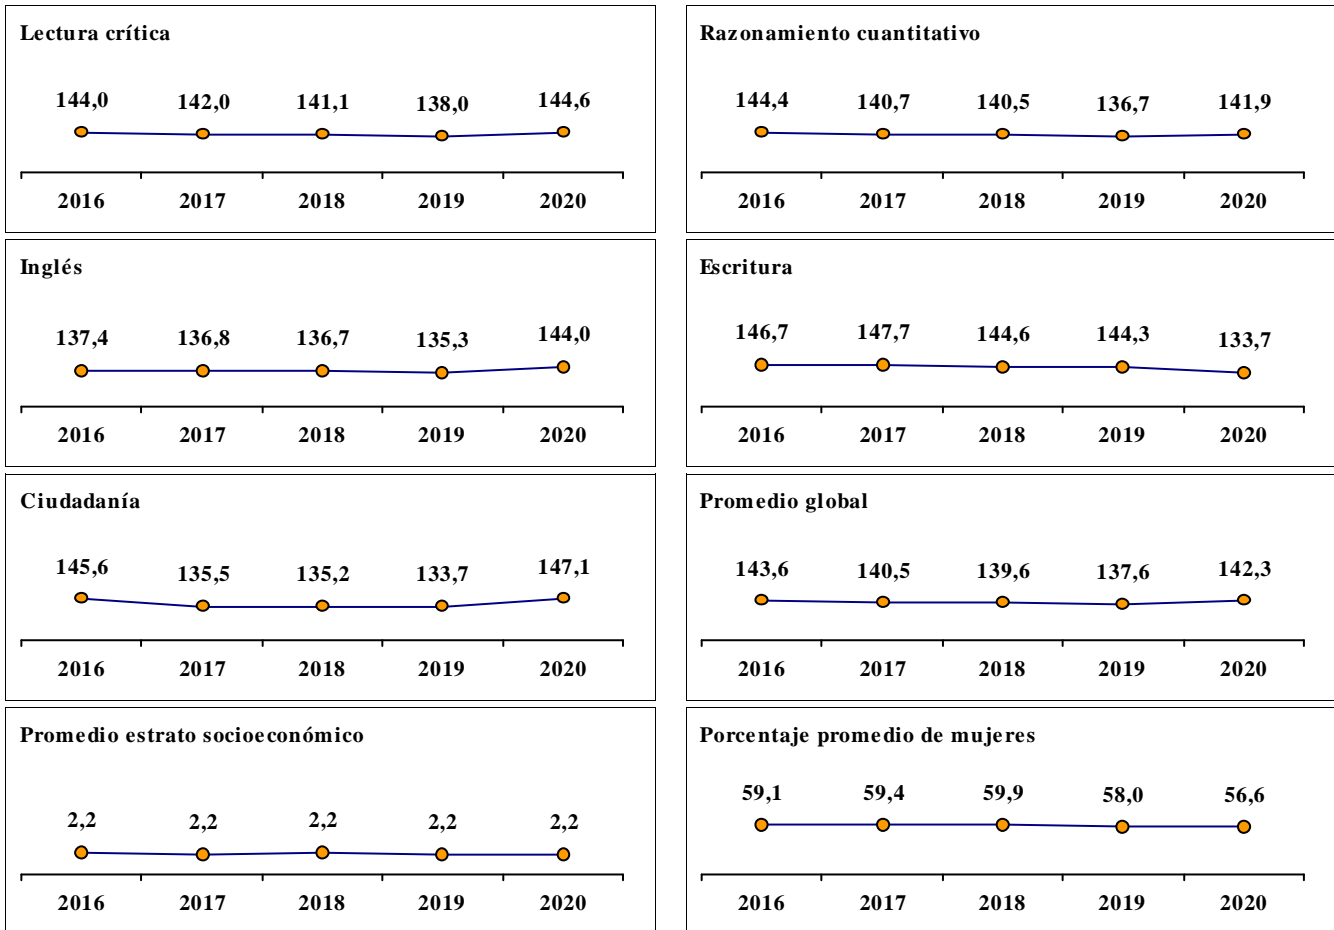 Lectura crítica
144,0 142,0 141,1 138,0 144,6
2016 2017 2018 2019 2020
Razonamiento cuantitativo
144,4 140,7 140,5 136,7 141,9
2016 2017 2018 2019 2020
Inglés
137,4 136,8 136,7 135,3 144,0
2016 2017 2018 2019 2020
Escritura
146,7 147,7 144,6 144,3 133,7
2016 2017 2018 2019 2020
Ciudadanía
145,6 135,5 135,2 133,7 147,1
2016 2017 2018 2019 2020
Promedio global
143,6 140,5 139,6 137,6 142,3
2016 2017 2018 2019 2020
Promedio estrato socioeconómico
2,2 2,2 2,2 2,2 2,2
2016 2017 2018 2019 2020
Porcentaje promedio de mujeres
59,1 59,4 59,9 58,0 56,6
2016 2017 2018 2019 2020